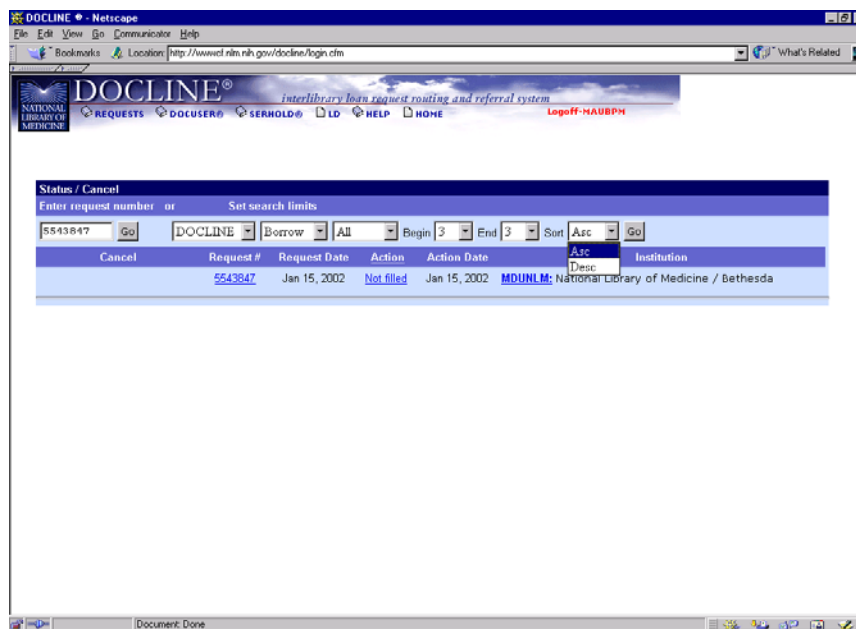 DOCLINE ® - Netscape
File Edit View Go Communicator Help
Bookmarks Location: http://wwwcf.nlm.nih.gov/docline/login.cfm What's Related
DOCLINE®
interlibrary loan request routing and referral system
NATIONAL LIBRARY OF MEDICINE
REQUESTS DOCUSER® SERHOLD® LD HELP HOME Logoff-MAUBPM
Status / Cancel
Enter request number or Set search limits
5543847 Go DOCLINE Borrow All Begin 3 End 3 Sort Asc Go
Asc
Desc
Cancel Request # Request Date Action Action Date Institution
5543847 Jan 15, 2002 Not filled Jan 15, 2002 MDUNLM: National Library of Medicine / Bethesda
Document: Done